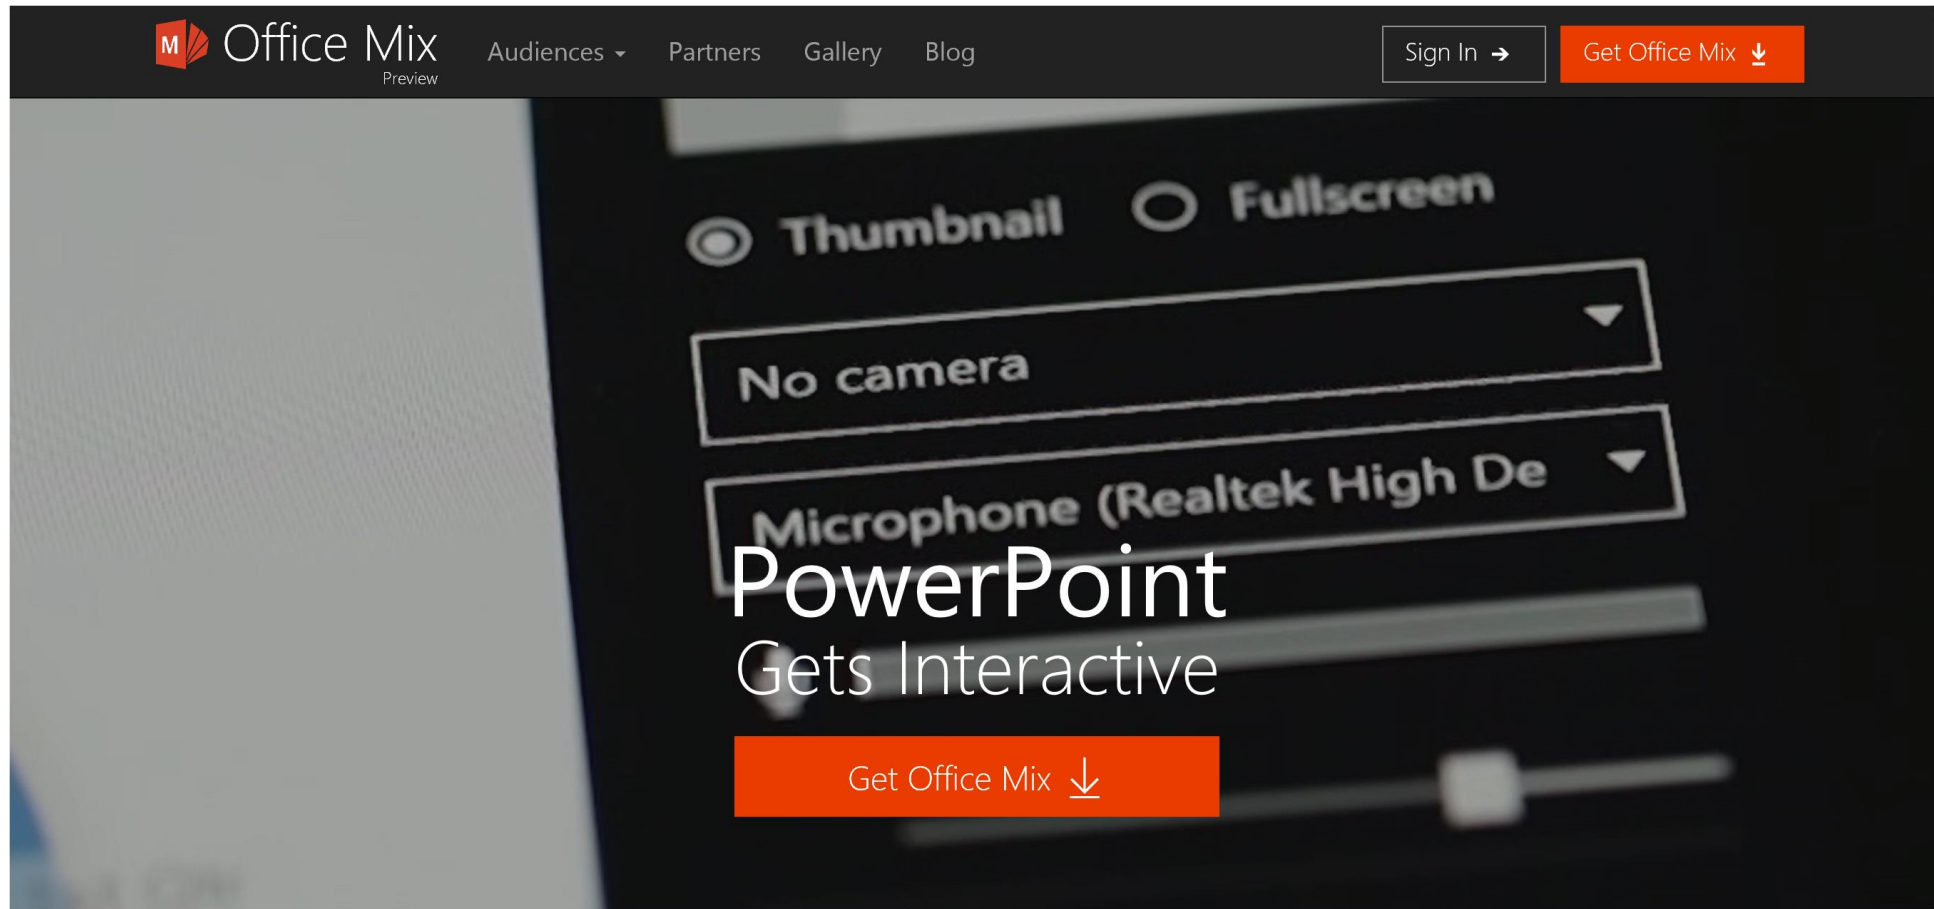 Office Mix
Preview
Audiences
Partners
Gallery
Blog
Sign In
Get Office Mix
Thumbnail
Fullscreen
No camera
Microphone (Realtek High De
PowerPoint
Gets Interactive
Get Office Mix